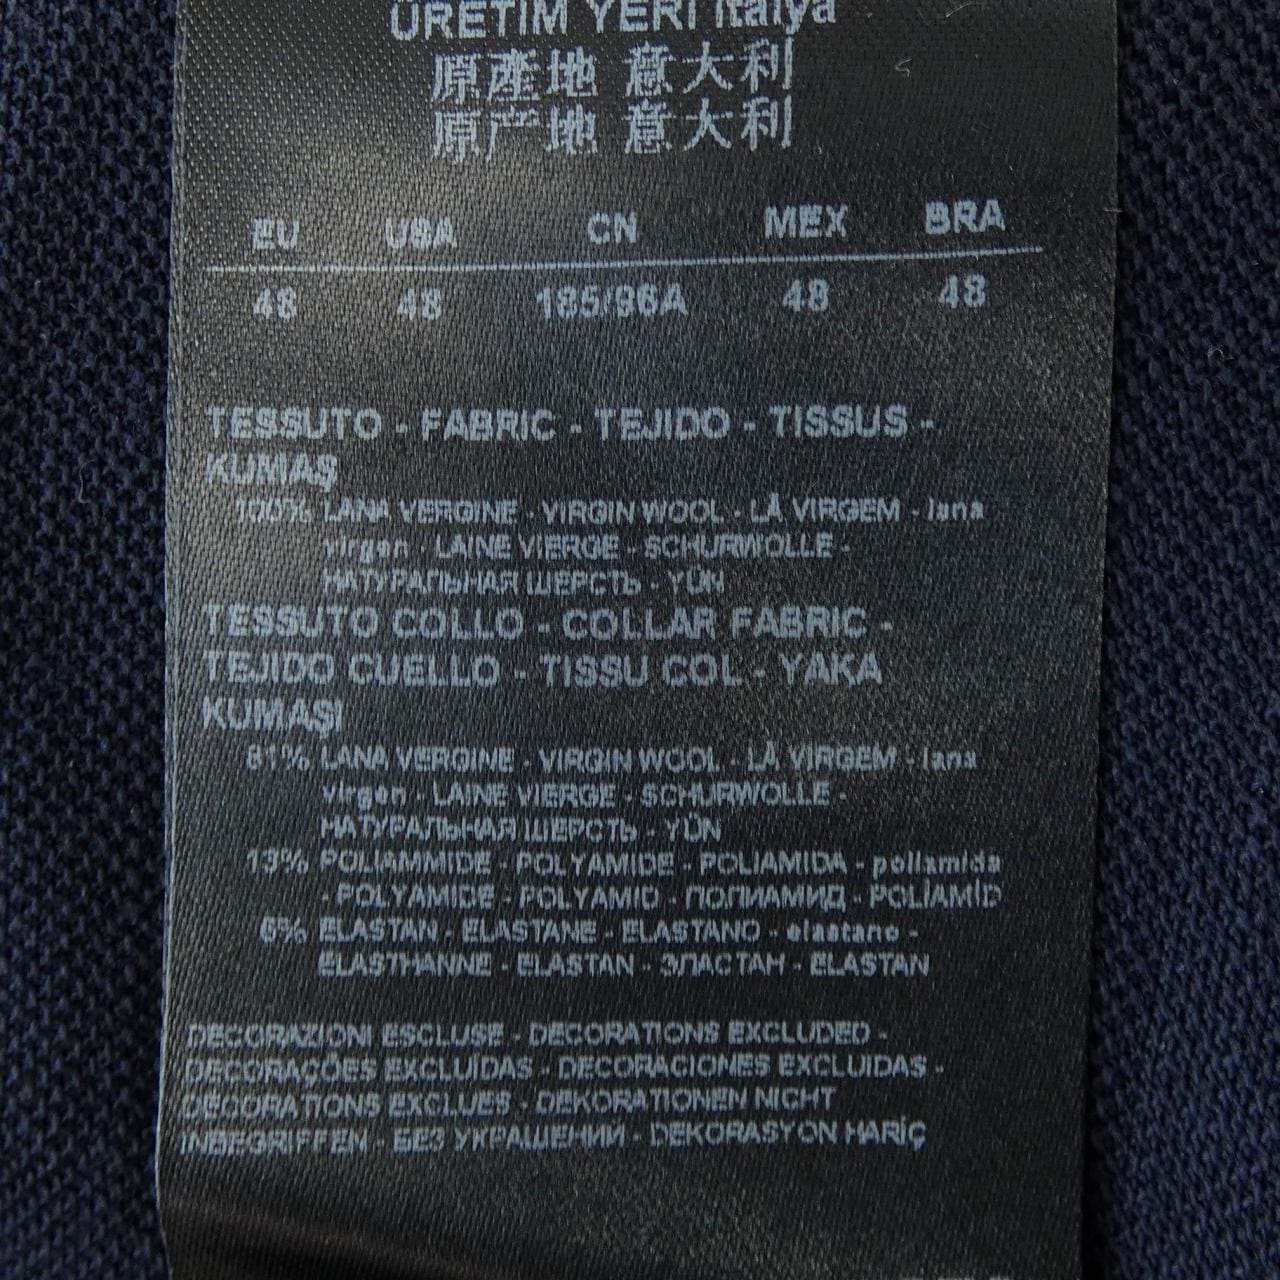 ÜRETİM YERİ İtalya
原產地 意大利
原产地 意大利
EU USA CN MEX BRA
48 48 185/96A 48 48
TESSUTO - FABRIC - TEJIDO - TISSUS -
KUMAŞ
100% LANA VERGINE - VIRGIN WOOL - LÃ VIRGEM - lana
virgen - LAINE VIERGE - SCHURWOLLE -
НАТУРАЛЬНАЯ ШЕРСТЬ - YÜN
TESSUTO COLLO - COLLAR FABRIC -
TEJIDO CUELLO - TISSU COL - YAKA
KUMAŞI
81% LANA VERGINE - VIRGIN WOOL - LÃ VIRGEM - lana
virgen - LAINE VIERGE - SCHURWOLLE -
НАТУРАЛЬНАЯ ШЕРСТЬ - YÜN
13% POLIAMMIDE - POLYAMIDE - POLIAMIDA - poliamida
- POLYAMIDE - POLYAMID - ПОЛИАМИД - POLİAMİD
6% ELASTAN - ELASTANE - ELASTANO - elastano -
ELASTHANNE - ELASTAN - ЭЛАСТАН - ELASTAN
DECORAZIONI ESCLUSE - DECORATIONS EXCLUDED -
DECORAÇÕES EXCLUÍDAS - DECORACIONES EXCLUIDAS -
DÉCORATIONS EXCLUES - DEKORATIONEN NICHT
INBEGRIFFEN - БЕЗ УКРАШЕНИЙ - DEKORASYON HARİÇ